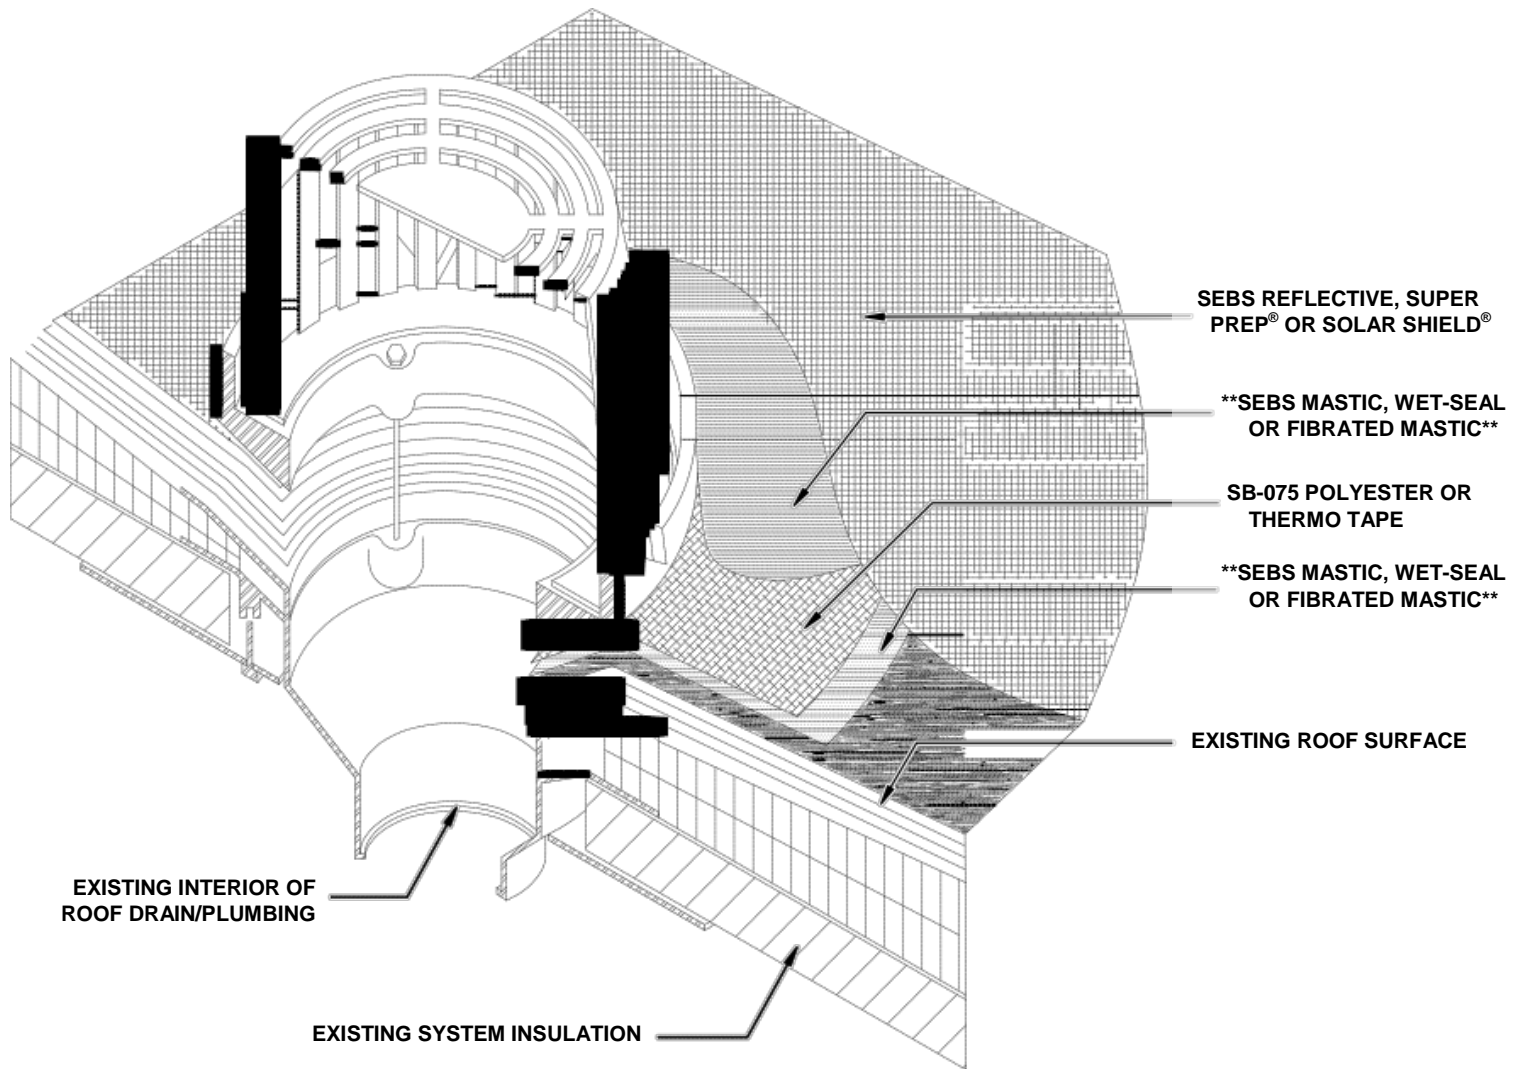 SEBS REFLECTIVE, SUPER
PREP® OR SOLAR SHIELD®
**SEBS MASTIC, WET-SEAL
OR FIBRATED MASTIC**
SB-075 POLYESTER OR
THERMO TAPE
**SEBS MASTIC, WET-SEAL
OR FIBRATED MASTIC**
EXISTING ROOF SURFACE
EXISTING INTERIOR OF
ROOF DRAIN/PLUMBING
EXISTING SYSTEM INSULATION